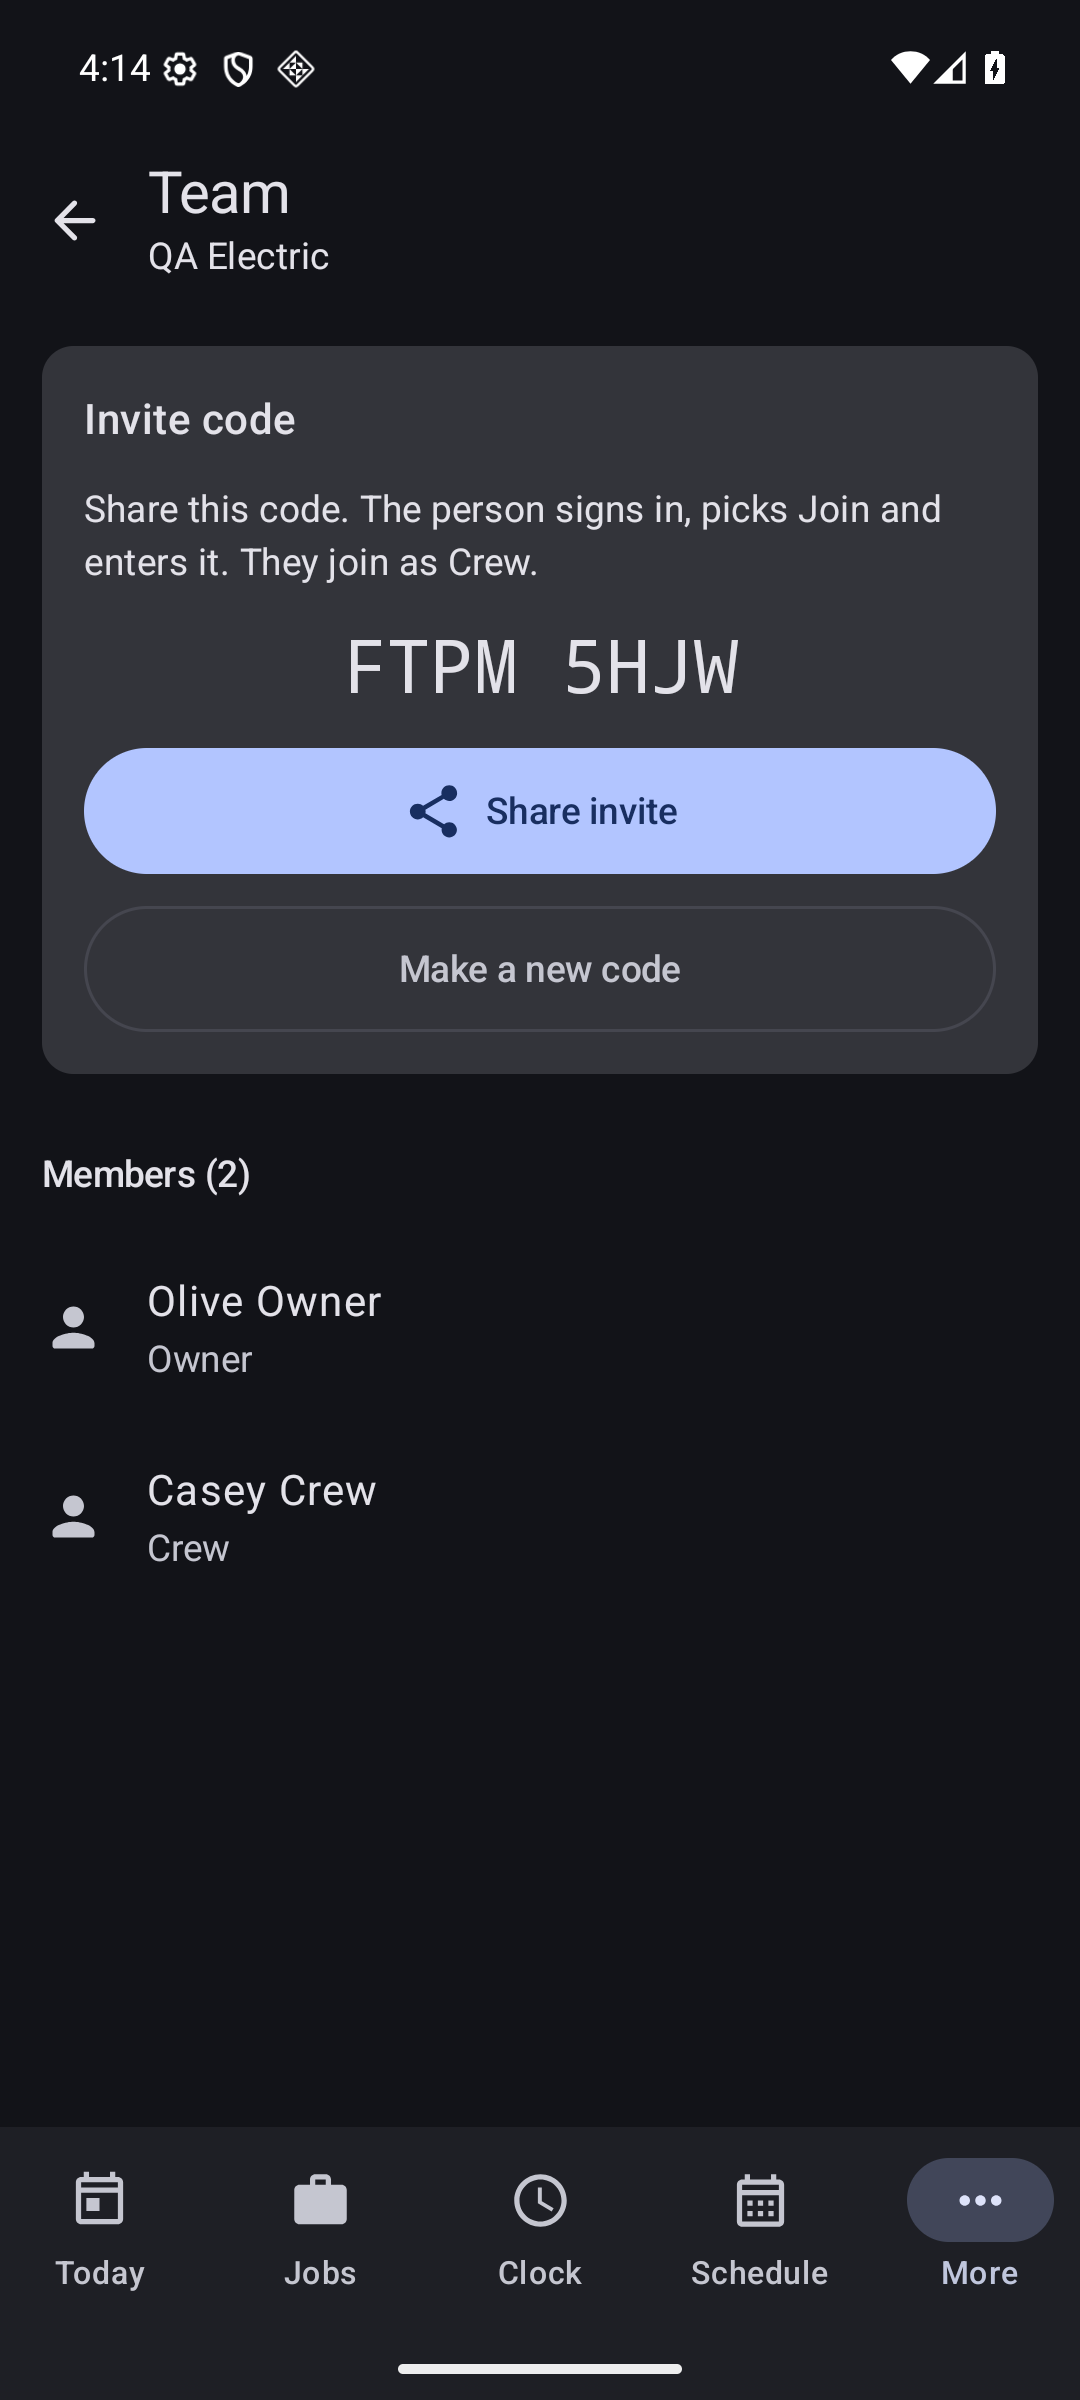 4:14
Team
QA Electric
Invite code
Share this code. The person signs in, picks Join and
enters it. They join as Crew.
FTPM 5HJW
Share invite
Make a new code
Members (2)
Olive Owner
Owner
Casey Crew
Crew
Today
Jobs
Clock
Schedule
More